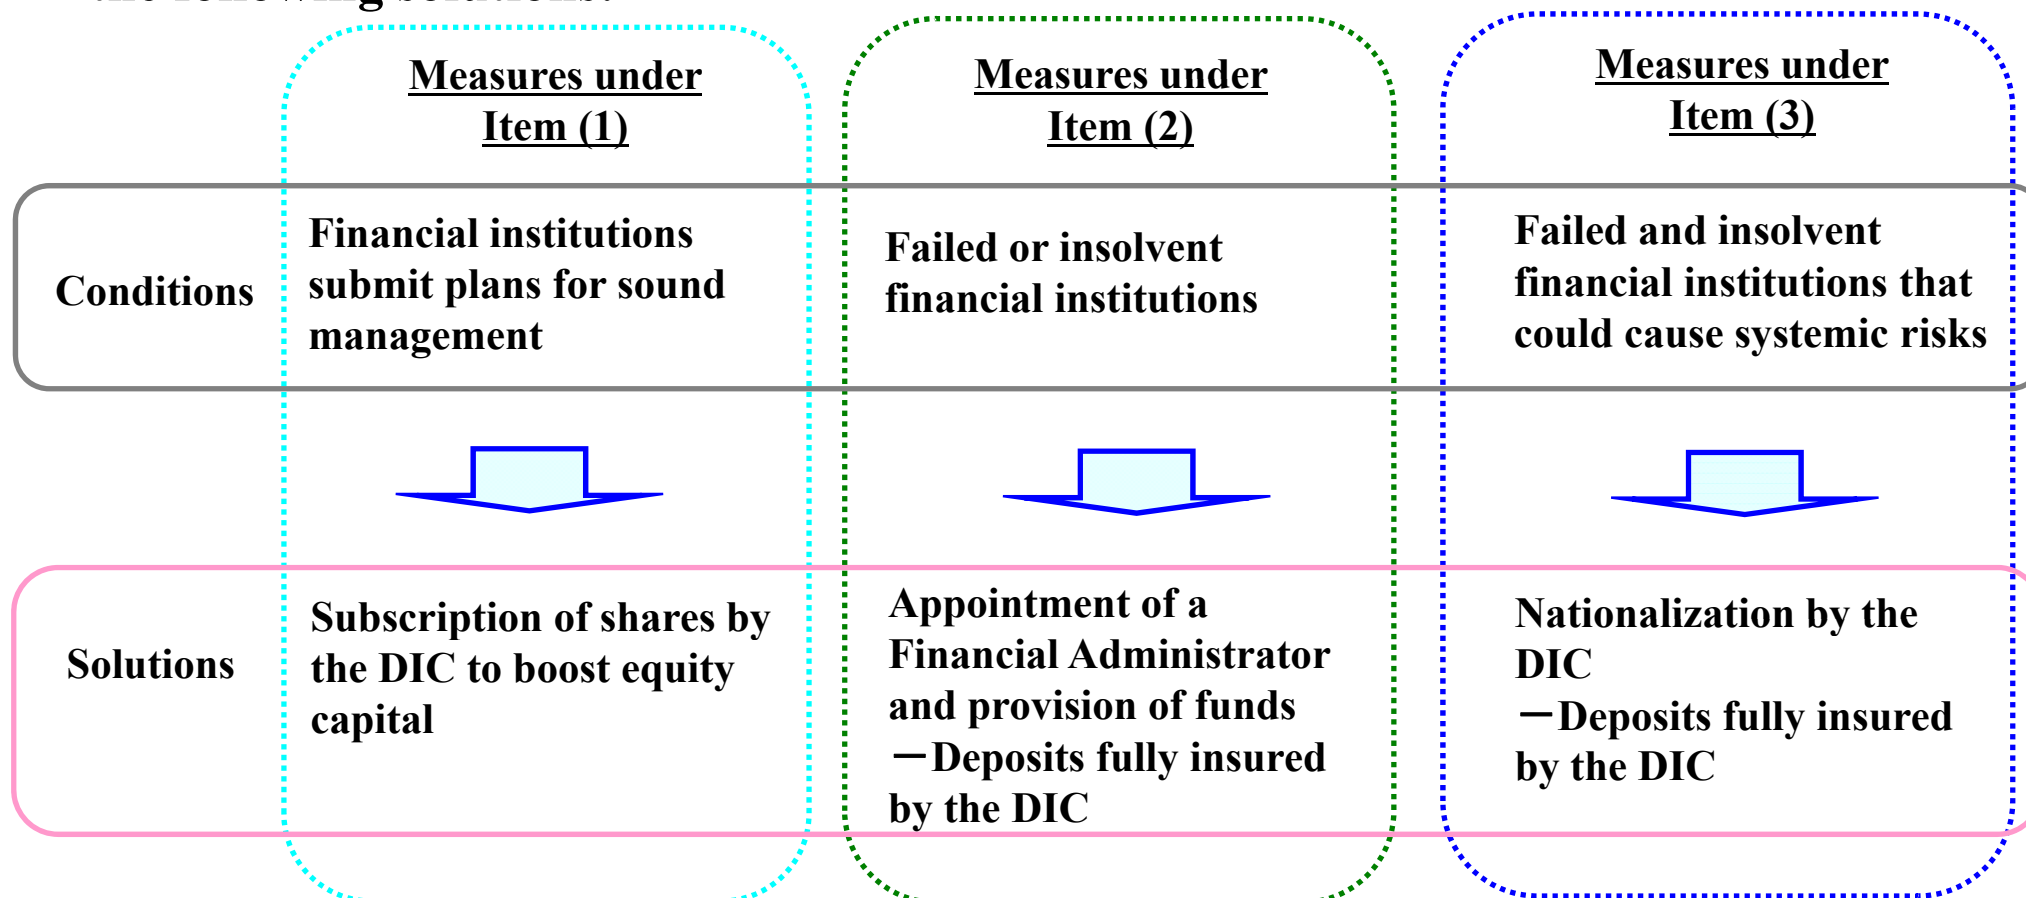 the following solutions:
Measures under
Item (1)
Measures under
Item (2)
Measures under
Item (3)
Conditions
Financial institutions
submit plans for sound
management
Failed or insolvent
financial institutions
Failed and insolvent
financial institutions that
could cause systemic risks
Solutions
Subscription of shares by
the DIC to boost equity
capital
Appointment of a
Financial Administrator
and provision of funds
－Deposits fully insured
by the DIC
Nationalization by the
DIC
－Deposits fully insured
by the DIC